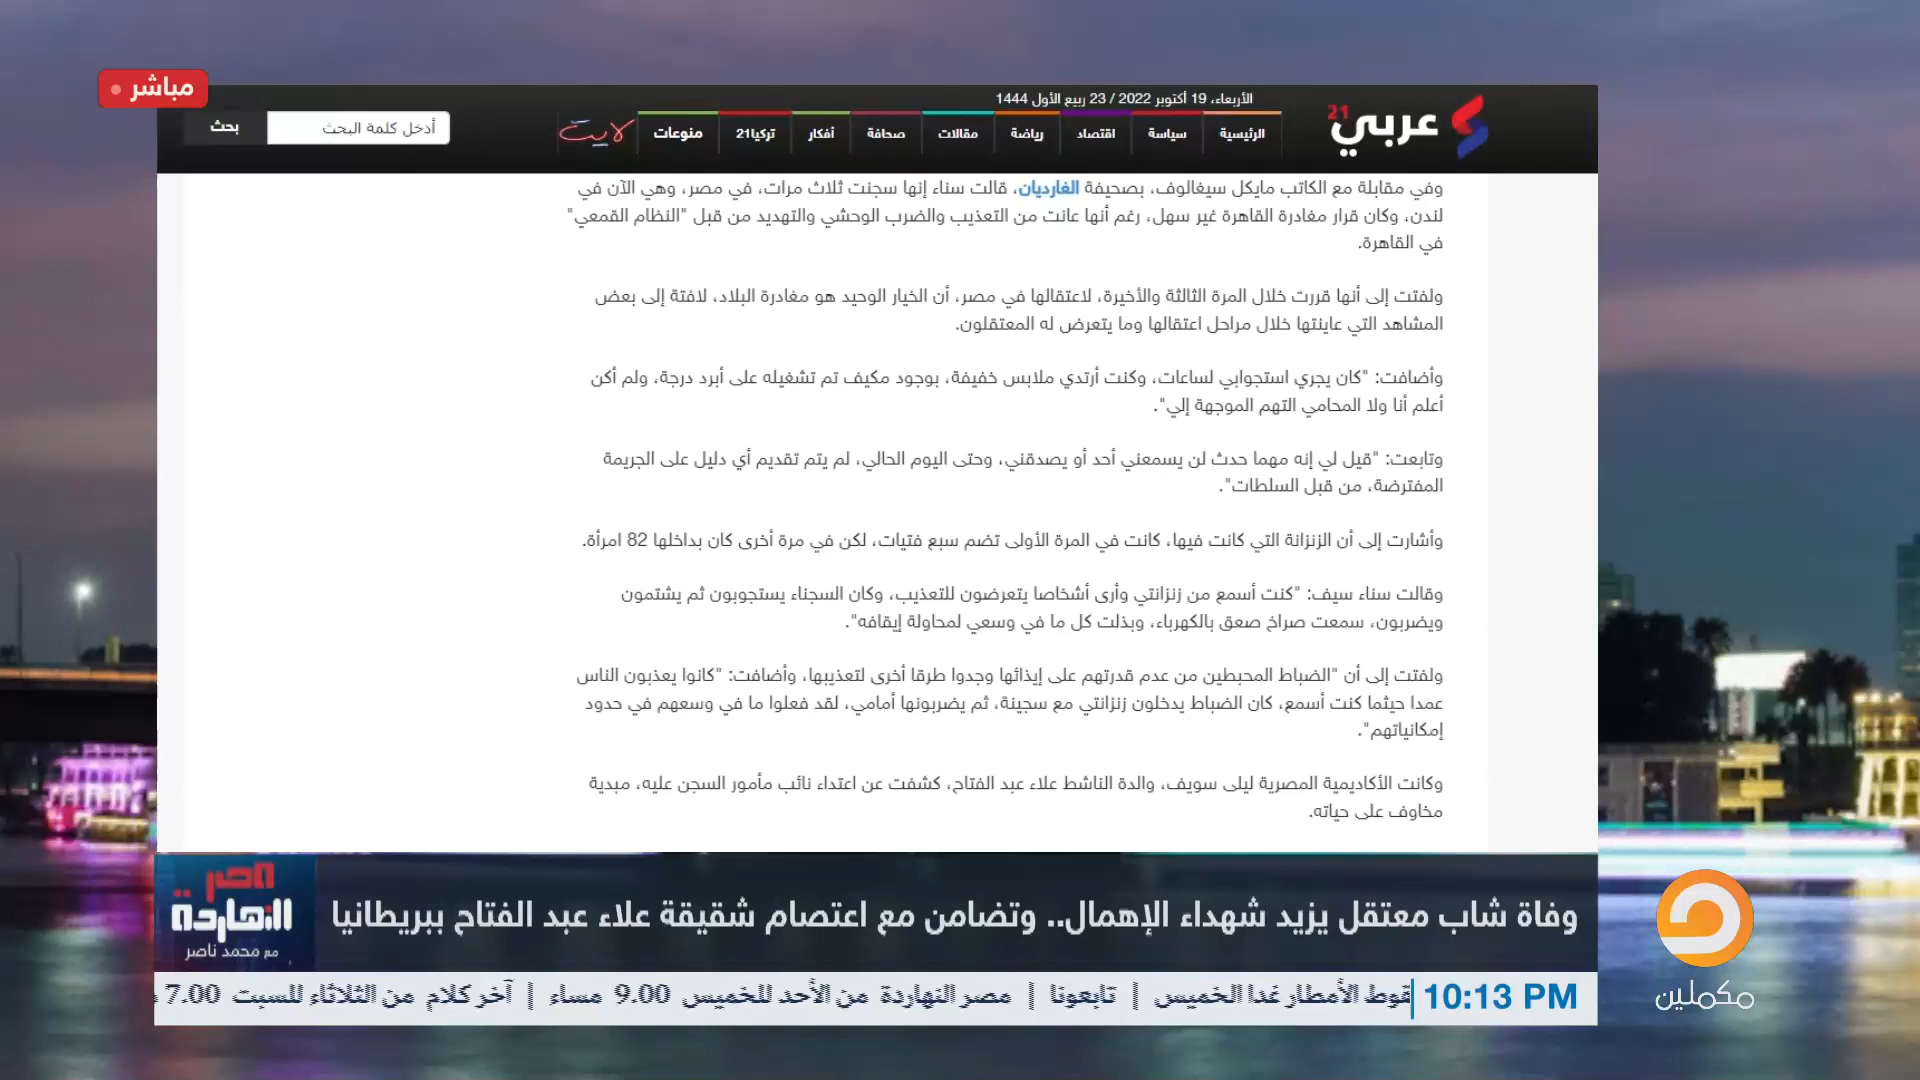 مباشر
الأربعاء، 19 أكتوبر 2022 / 23 ربيع الأول 1444
عربي 21
الرئيسية
سياسة
اقتصاد
رياضة
مقالات
صحافة
أفكار
تركيا21
منوعات
لايت
أدخل كلمة البحث
بحث
وفي مقابلة مع الكاتب مايكل سيغالوف، بصحيفة الغارديان، قالت سناء إنها سجنت ثلاث مرات، في مصر، وهي الآن في
لندن، وكان قرار مغادرة القاهرة غير سهل، رغم أنها عانت من التعذيب والضرب الوحشي والتهديد من قبل "النظام القمعي"
في القاهرة.
ولفتت إلى أنها قررت خلال المرة الثالثة والأخيرة، لاعتقالها في مصر، أن الخيار الوحيد هو مغادرة البلاد، لافتة إلى بعض
المشاهد التي عاينتها خلال مراحل اعتقالها وما يتعرض له المعتقلون.
وأضافت: "كان يجري استجوابي لساعات، وكنت أرتدي ملابس خفيفة، بوجود مكيف تم تشغيله على أبرد درجة، ولم أكن
أعلم أنا ولا المحامي التهم الموجهة إلي".
وتابعت: "قيل لي إنه مهما حدث لن يسمعني أحد أو يصدقني، وحتى اليوم الحالي، لم يتم تقديم أي دليل على الجريمة
المفترضة، من قبل السلطات".
وأشارت إلى أن الزنزانة التي كانت فيها، كانت في المرة الأولى تضم سبع فتيات، لكن في مرة أخرى كان بداخلها 82 امرأة.
وقالت سناء سيف: "كنت أسمع من زنزانتي وأرى أشخاصا يتعرضون للتعذيب، وكان السجناء يستجوبون ثم يشتمون
ويضربون، سمعت صراخ صعق بالكهرباء، وبذلت كل ما في وسعي لمحاولة إيقافه".
ولفتت إلى أن "الضباط المحبطين من عدم قدرتهم على إيذائها وجدوا طرقا أخرى لتعذيبها، وأضافت: "كانوا يعذبون الناس
عمدا حيثما كنت أسمع، كان الضباط يدخلون زنزانتي مع سجينة، ثم يضربونها أمامي، لقد فعلوا ما في وسعهم في حدود
إمكانياتهم".
وكانت الأكاديمية المصرية ليلى سويف، والدة الناشط علاء عبد الفتاح، كشفت عن اعتداء نائب مأمور السجن عليه، مبدية
مخاوف على حياته.
وفاة شاب معتقل يزيد شهداء الإهمال.. وتضامن مع اعتصام شقيقة علاء عبد الفتاح ببريطانيا
مصر
النهاردة
مع محمد ناصر
10:13 PM
قوط الأمطار غدا الخميس | تابعونا | مصر النهاردة من الأحد للخميس 9.00 مساء | آخر كلام من الثلاثاء للسبت 7.00
مكملين